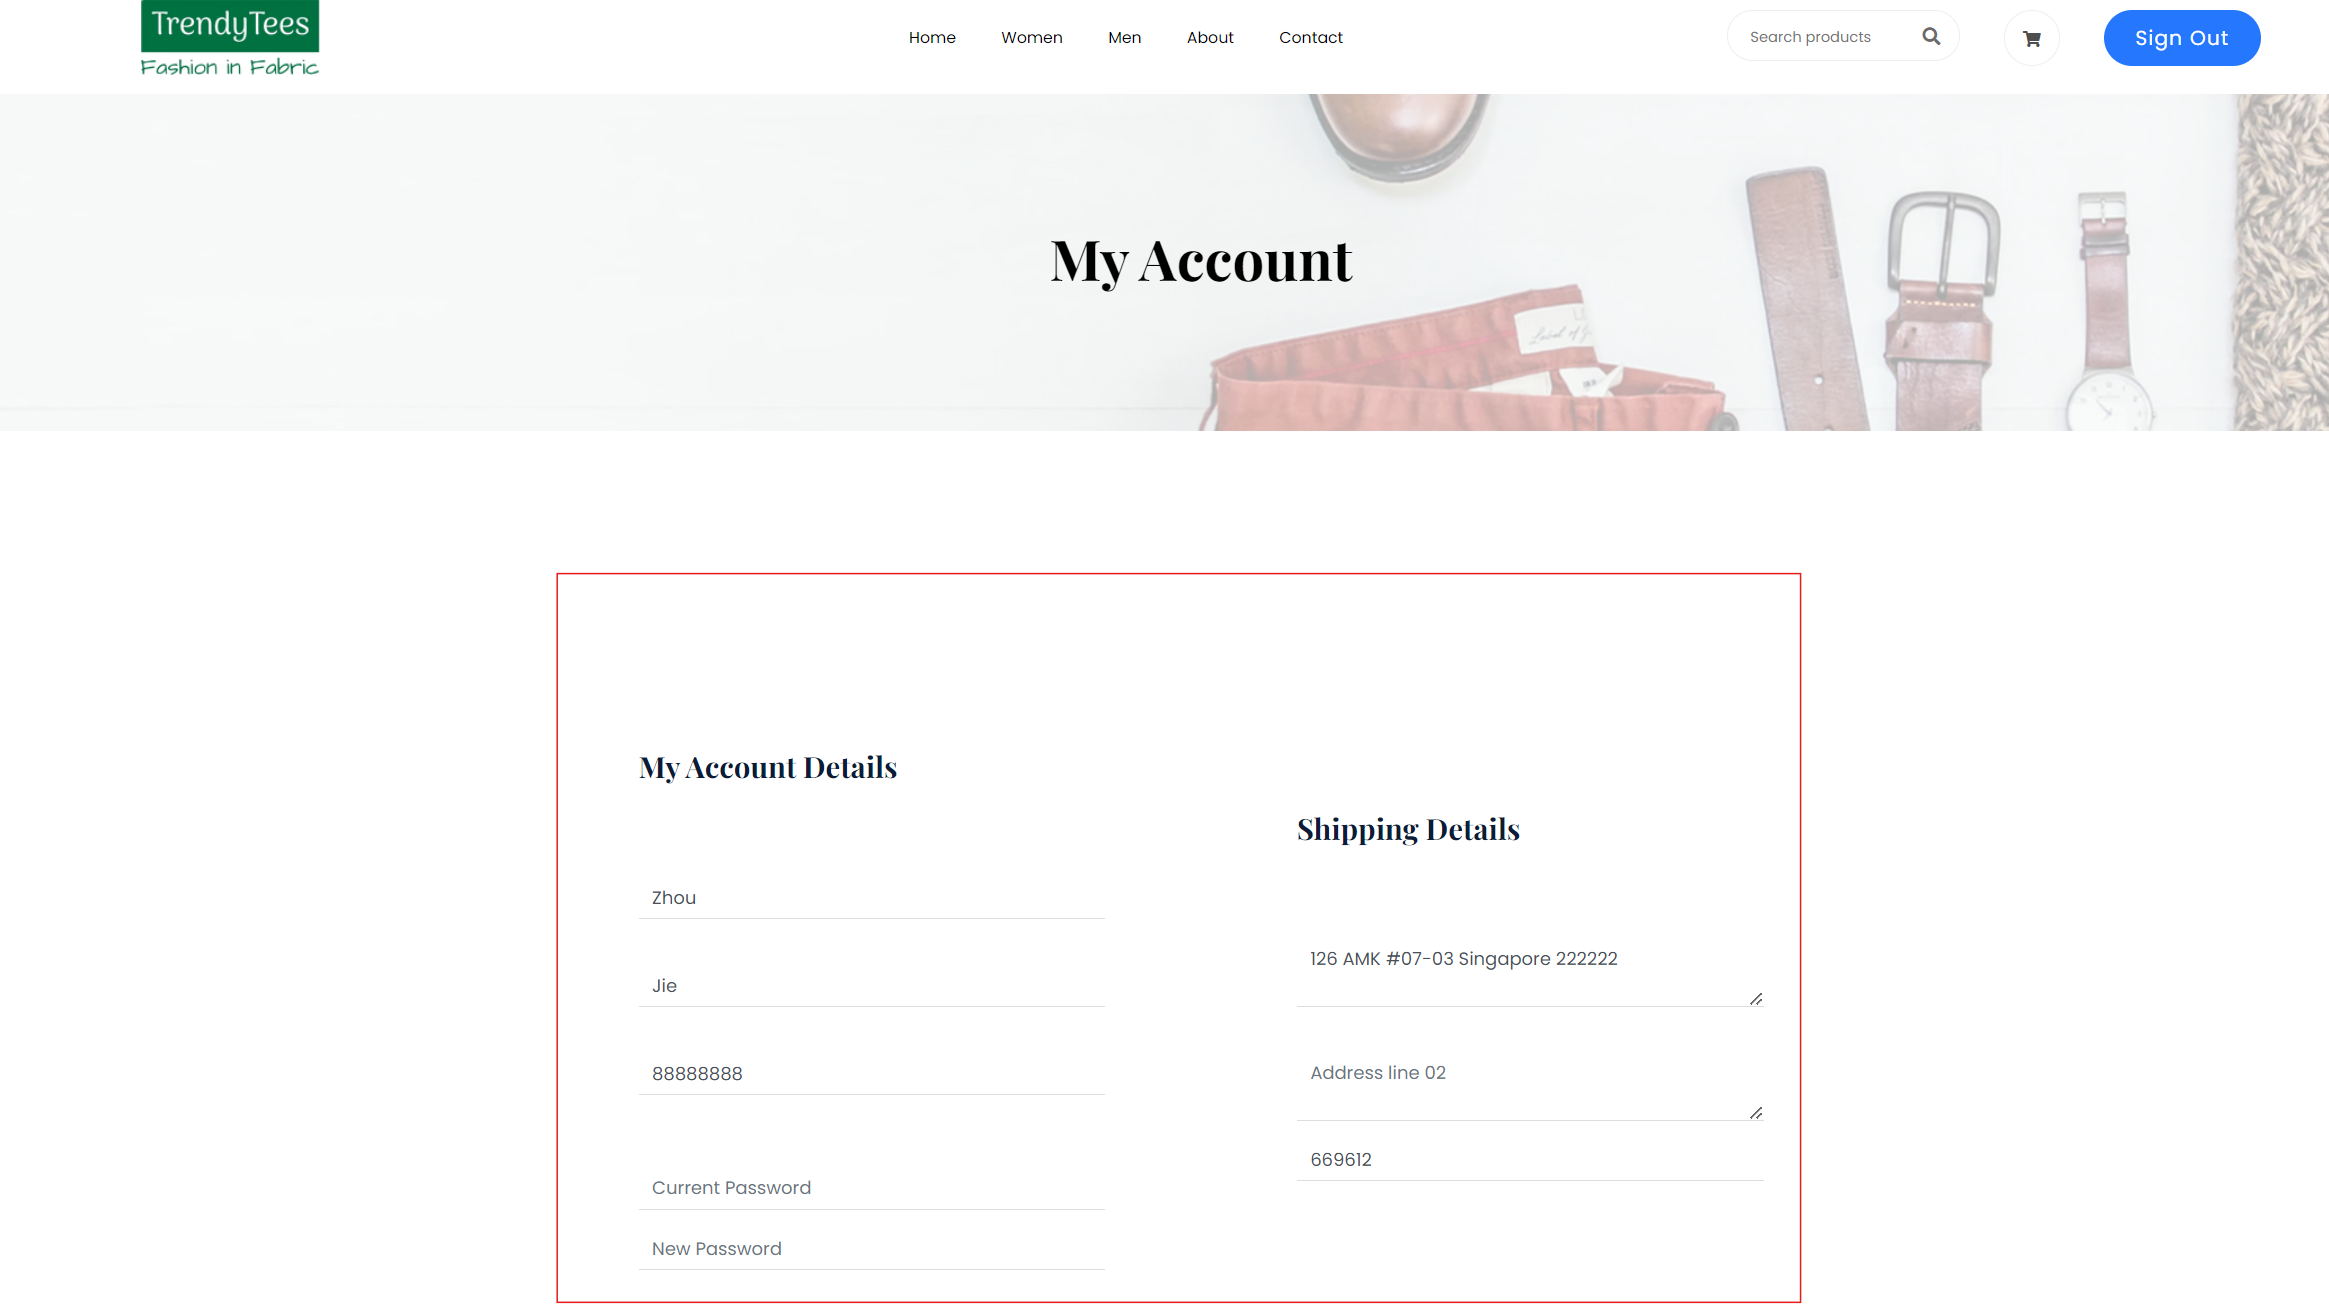 TrendyTees
Fashion in Fabric
Home
Women
Men
About
Contact
Search products
Sign Out
My Account
My Account Details
Zhou
Jie
88888888
Current Password
New Password
Shipping Details
126 AMK #07-03 Singapore 222222
Address line 02
669612